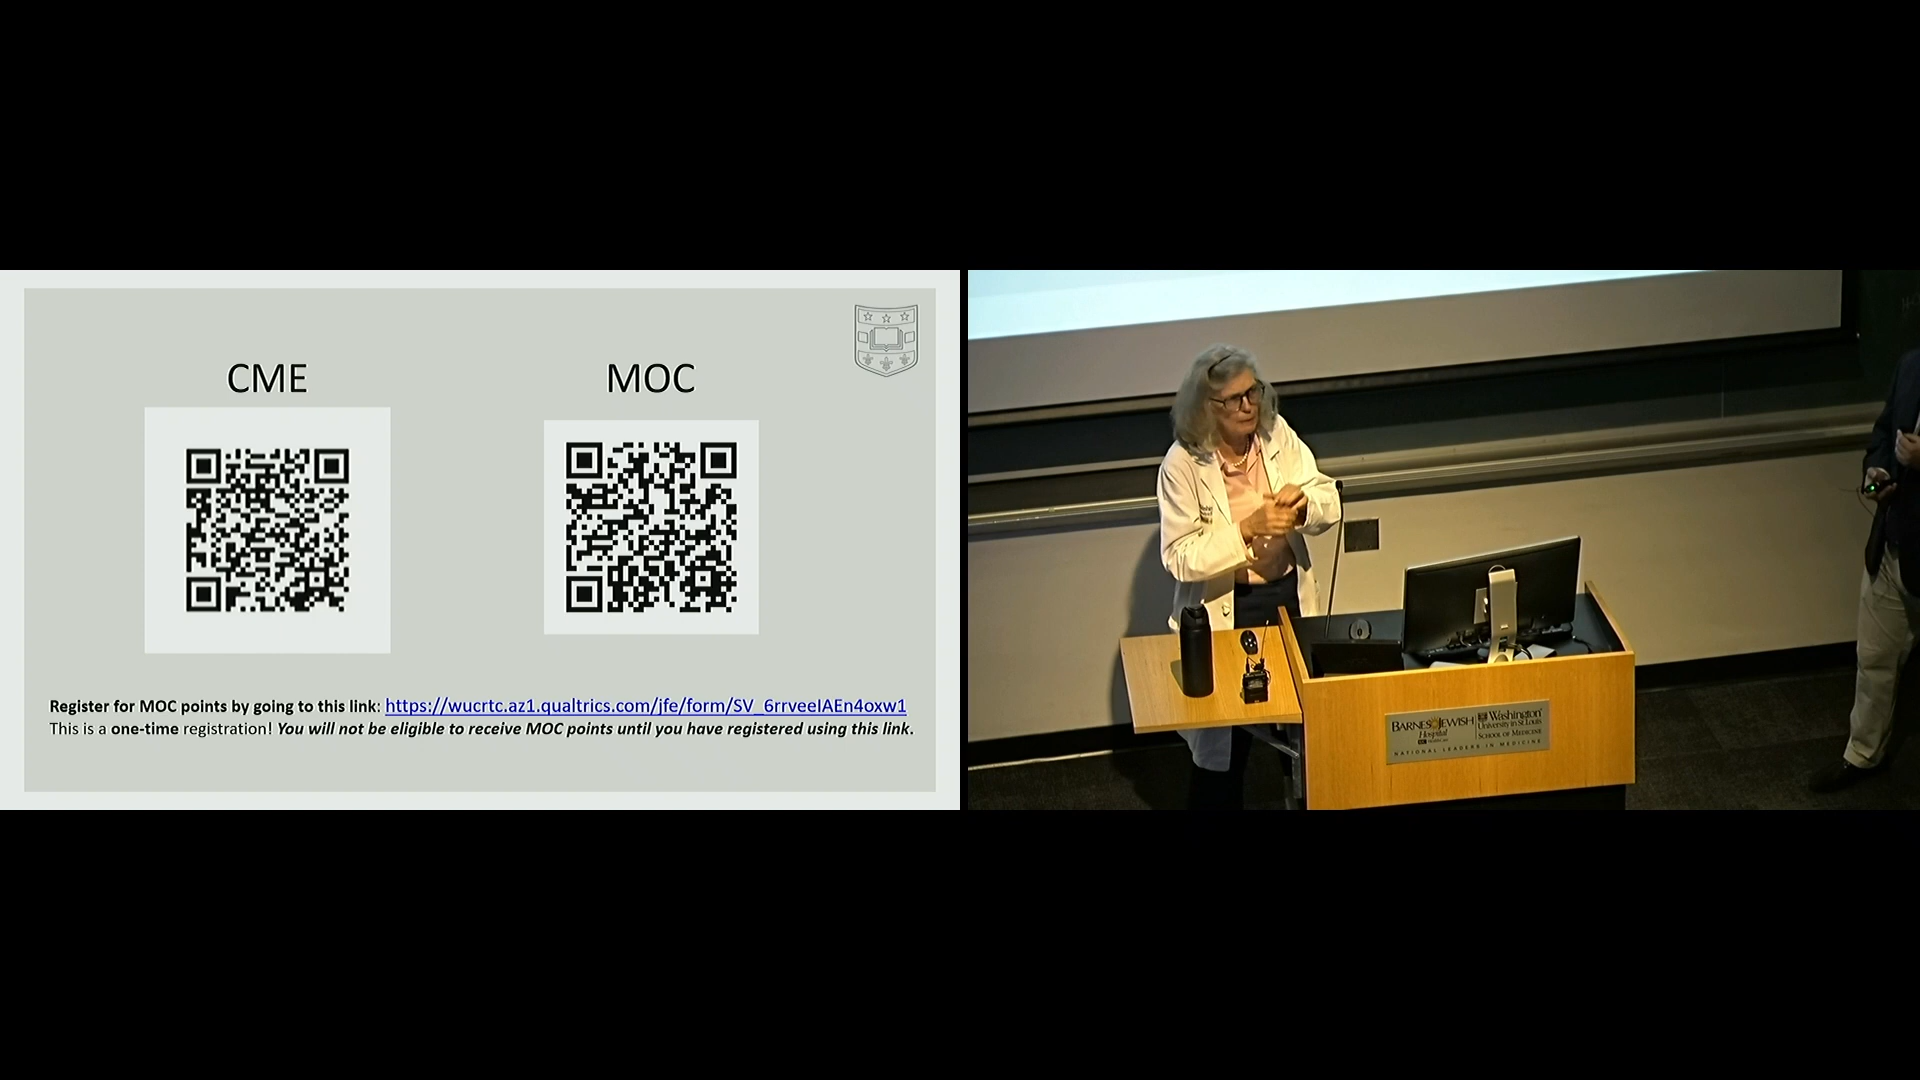 CME
MOC
Register for MOC points by going to this link: https://wucrtc.az1.qualtrics.com/jfe/form/SV_6rrveeIAEn4oxw1
This is a one-time registration! You will not be eligible to receive MOC points until you have registered using this link.
BARNES JEWISH
Hospital
Washington
University in St. Louis
SCHOOL OF MEDICINE
NATIONAL LEADERS IN MEDICINE